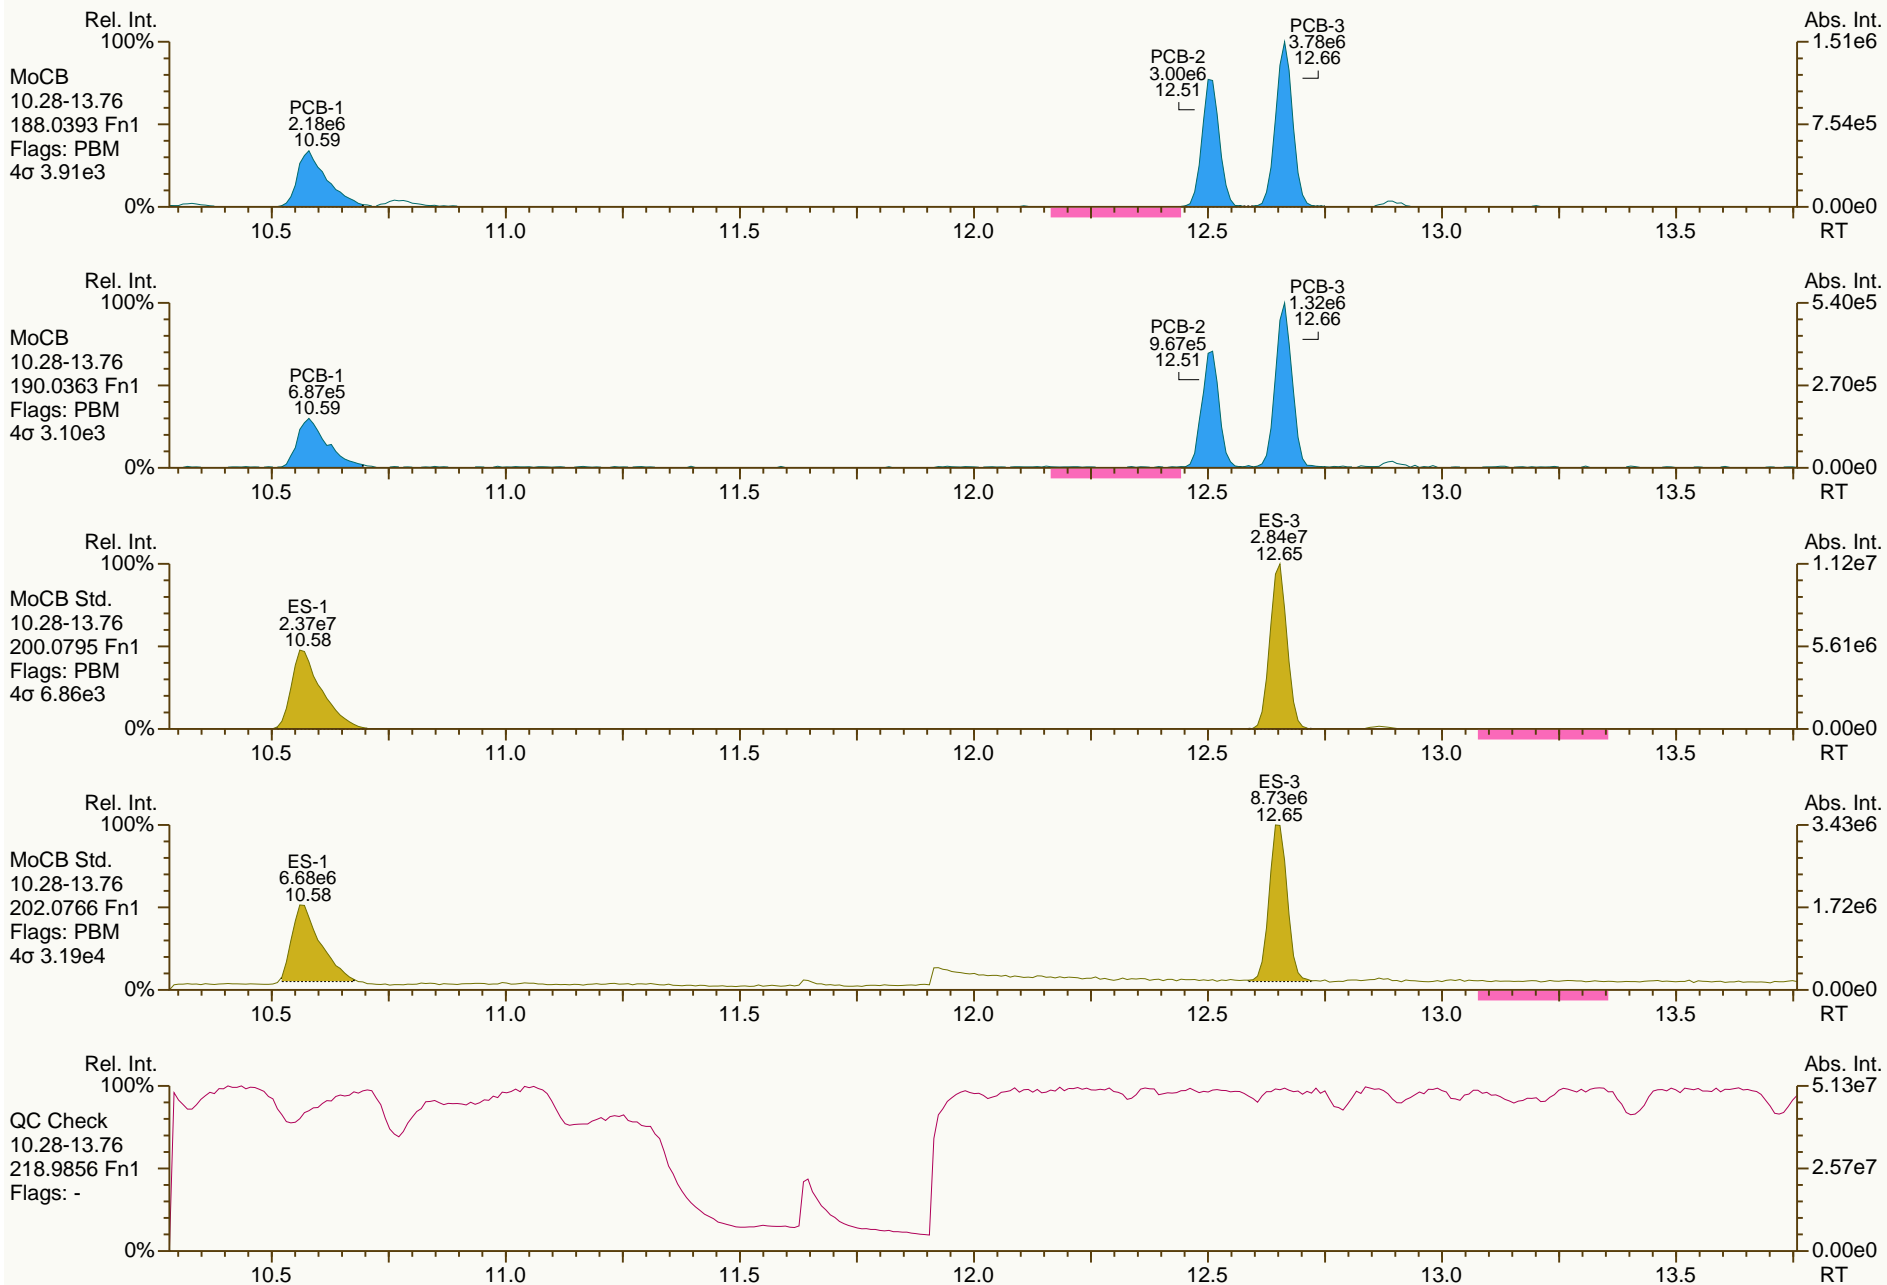 Rel. Int.
Abs. Int.
100%
1.51e6
7.54e5
0%
0.00e0
MoCB
10.28-13.76
188.0393 Fn1
Flags: PBM
4σ 3.91e3
PCB-1
2.18e6
10.59
PCB-2
3.00e6
12.51
PCB-3
3.78e6
12.66
10.5 11.0 11.5 12.0 12.5 13.0 13.5 RT
Rel. Int.
Abs. Int.
100%
5.40e5
2.70e5
0%
0.00e0
MoCB
10.28-13.76
190.0363 Fn1
Flags: PBM
4σ 3.10e3
PCB-1
6.87e5
10.59
PCB-2
9.67e5
12.51
PCB-3
1.32e6
12.66
10.5 11.0 11.5 12.0 12.5 13.0 13.5 RT
Rel. Int.
Abs. Int.
100%
1.12e7
5.61e6
0%
0.00e0
MoCB Std.
10.28-13.76
200.0795 Fn1
Flags: PBM
4σ 6.86e3
ES-1
2.37e7
10.58
ES-3
2.84e7
12.65
10.5 11.0 11.5 12.0 12.5 13.0 13.5 RT
Rel. Int.
Abs. Int.
100%
3.43e6
1.72e6
0%
0.00e0
MoCB Std.
10.28-13.76
202.0766 Fn1
Flags: PBM
4σ 3.19e4
ES-1
6.68e6
10.58
ES-3
8.73e6
12.65
10.5 11.0 11.5 12.0 12.5 13.0 13.5 RT
Rel. Int.
Abs. Int.
100%
5.13e7
2.57e7
0%
0.00e0
QC Check
10.28-13.76
218.9856 Fn1
Flags: -
10.5 11.0 11.5 12.0 12.5 13.0 13.5 RT